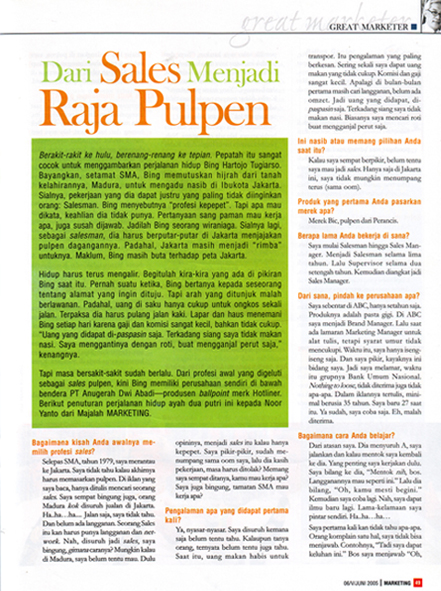 great marketer
GREAT MARKETER
Dari Sales Menjadi
Raja Pulpen
Berakit-rakit ke hulu, berenang-renang ke tepian. Pepatah itu sangat
cocok untuk menggambarkan perjalanan hidup Bing Hartojo Tugiarso.
Bayangkan, setamat SMA, Bing memutuskan hijrah dari tanah
kelahirannya, Madura, untuk mengadu nasib di Ibukota Jakarta.
Sialnya, pekerjaan yang dia dapat justru yang paling tidak diinginkan
orang: Salesman. Bing menyebutnya "profesi kepepet". Tapi apa mau
dikata, keahlian dia tidak punya. Pertanyaan sang paman mau kerja
apa, juga susah dijawab. Jadilah Bing seorang wiraniaga. Sialnya lagi,
sebagai salesman, dia harus berputar-putar di Jakarta menjajakan
pulpen dagangannya. Padahal, Jakarta masih menjadi "rimba"
untuknya. Maklum, Bing masih buta terhadap peta Jakarta.
Hidup harus terus mengalir. Begitulah kira-kira yang ada di pikiran
Bing saat itu. Pernah suatu ketika, Bing bertanya kepada seseorang
tentang alamat yang ingin dituju. Tapi arah yang ditunjuk malah
berlawanan. Padahal, uang di saku hanya cukup untuk ongkos sekali
jalan. Terpaksa dia harus pulang jalan kaki. Lapar dan haus menemani
Bing setiap hari karena gaji dan komisi sangat kecil, bahkan tidak cukup.
"Uang yang didapat di-paspasin saja. Terkadang siang saya tidak makan
nasi. Saya menggantinya dengan roti, buat mengganjal perut saja,"
kenangnya.
Tapi masa bersakit-sakit sudah berlalu. Dari profesi awal yang digeluti
sebagai sales pulpen, kini Bing memiliki perusahaan sendiri di bawah
bendera PT Anugerah Dwi Abadi—produsen ballpoint merk Hotliner.
Berikut penuturan perjalanan hidup ayah dua putri ini kepada Noor
Yanto dari Majalah MARKETING.
Bagaimana kisah Anda awalnya me-
milih profesi sales?
Selepas SMA, tahun 1979, saya merantau
ke Jakarta. Saya tidak tahu kalau akhirnya
harus memasarkan pulpen. Di iklan yang
saya baca, hanya ditulis mencari seorang
sales. Saya sempat bingung juga, orang
Madura kok disuruh jualan di Jakarta.
Ha..ha…ha... Jalan saja, saya tidak tahu.
Dan belum ada langganan. Seorang Sales
itu kan harus punya langganan dan net-
work. Nah, disuruh jadi sales, saya
bingung, gimana caranya? Mungkin kalau
di Madura, saya belum tentu mau. Dulu
opininya, menjadi sales itu kalau hanya
kepepet. Saya pikir-pikir, sudah me-
numpang sama oom saya, lalu dia kasih
pekerjaan, masa harus ditolak? Memang
saya sempat ditanya, kamu mau kerja apa?
Saya juga bingung, tamatan SMA mau
kerja apa?
Pengalaman apa yang didapat pertama
kali?
Ya, nyasar-nyasar. Saya disuruh kemana
saja belum tentu tahu. Kalaupun tanya
orang, ternyata belum tentu juga tahu.
Saat itu, uang makan habis untuk
transpor. Itu pengalaman yang paling
berkesan. Sering sekali saya dapat uang
makan yang tidak cukup. Komisi dan gaji
sangat kecil. Apalagi di bulan-bulan
pertama masih cari langganan, belum ada
omzet. Jadi uang yang didapat, di-
paspasin saja. Terkadang siang saya tidak
makan nasi. Biasanya saya mencari roti
buat mengganjal perut saja.
Ini nasib atau memang pilihan Anda
saat itu?
Kalau saya sempat berpikir, belum tentu
saya mau jadi sales. Hanya saja di Jakarta
ini, saya tidak mungkin menumpang
terus (sama oom).
Produk yang pertama Anda pasarkan
merek apa?
Merek Bic, pulpen dari Perancis.
Berapa lama Anda bekerja di sana?
Saya mulai Salesman hingga Sales Man-
ager. Menjadi Salesman selama lima
tahun. Lalu Supervisor selama dua
setengah tahun. Kemudian diangkat jadi
Sales Manager.
Dari sana, pindah ke perusahaan apa?
Saya sebentar di ABC, hanya setahun saja.
Produknya adalah pasta gigi. Di ABC
saya menjadi Brand Manager. Lalu saat
ada lamaran Marketing Manager untuk
alat tulis, tetapi syarat umur tidak
mencukupi. Waktu itu, saya hanya iseng-
iseng saja. Dan saya pikir, kayaknya ini
bidang saya. Jadi saya melamar, waktu
itu grupnya Bank Umum Nasional,
Nothing to loose, tidak diterima juga tidak
apa-apa. Dalam iklannya tertulis, mini-
mal berusia 35 tahun. Saya baru 27 saat
itu. Ya sudah, saya coba saja. Eh, malah
diterima.
Bagaimana cara Anda belajar?
Dari atasan saya. Dia menyuruh A, saya
jalankan dan kalau mentok saya kembali
ke dia. Yang penting saya kerjakan dulu.
Saya bilang ke dia, "Mentok nih, bos.
Langganannya mau seperti ini." Lalu dia
bilang, "Oh, kamu mesti begini."
Kemudian saya coba lagi. Nah, saya dapat
ilmu baru lagi. Lama-kelamaan saya
pintar sendiri. Ha..ha..ha...
Saya pertama kali tidak tahu apa-apa.
Orang komplain satu hal, saya tidak bisa
menjawab. Contohnya, "Tadi saya dapat
keluhan ini." Bos saya menjawab "Oh,
06/V/JUNI 2005 | MARKETING 49